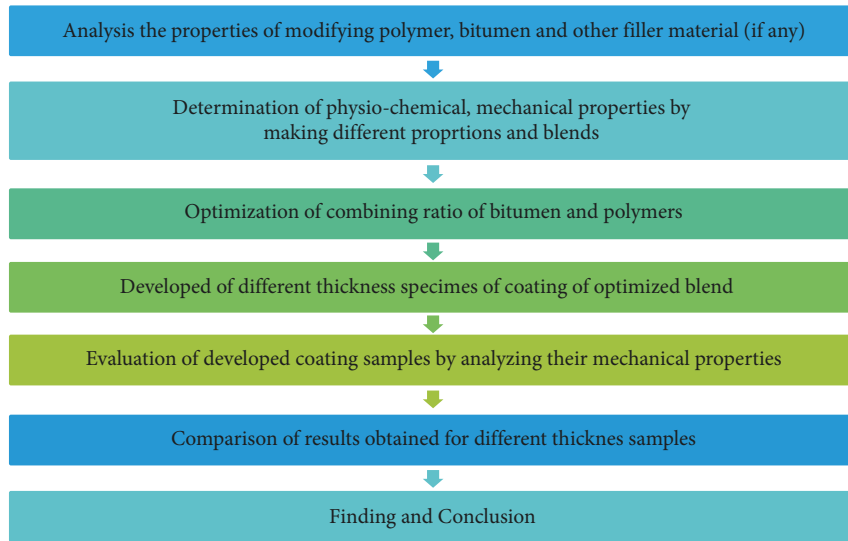 Analysis the properties of modifying polymer, bitumen and other filler material (if any)
Determination of physio-chemical, mechanical properties by
making different proprtions and blends
Optimization of combining ratio of bitumen and polymers
Developed of different thickness specimes of coating of optimized blend
Evaluation of developed coating samples by analyzing their mechanical properties
Comparison of results obtained for different thicknes samples
Finding and Conclusion